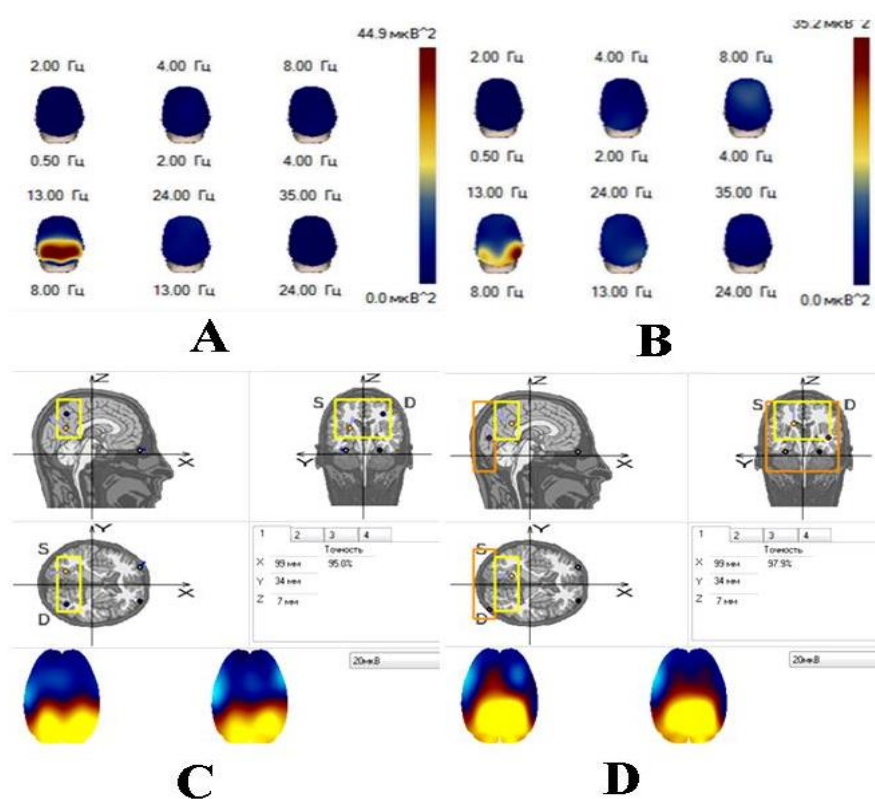 44.9 мкВ^2
2.00 Гц 4.00 Гц 8.00 Гц
0.50 Гц 2.00 Гц 4.00 Гц
13.00 Гц 24.00 Гц 35.00 Гц
8.00 Гц 13.00 Гц 24.00 Гц
0.0 мкВ^2
A
35.2 мкВ^2
2.00 Гц 4.00 Гц 8.00 Гц
0.50 Гц 2.00 Гц 4.00 Гц
13.00 Гц 24.00 Гц 35.00 Гц
8.00 Гц 13.00 Гц 24.00 Гц
0.0 мкВ^2
B
Z
X
Z
S D
Y
Y
S
D
X
1 2 3 4
Точность
X 99 мм 95.0%
Y 34 мм
Z 7 мм
20мкВ
C
Z
X
Z
S D
Y
Y
S
D
X
1 2 3 4
Точность
X 99 мм 97.9%
Y 34 мм
Z 7 мм
20мкВ
D